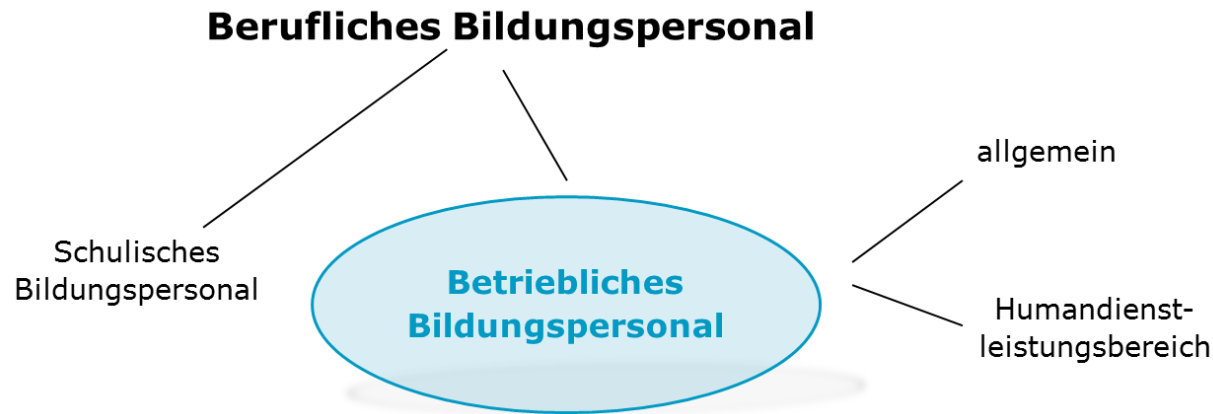 Berufliches Bildungspersonal
allgemein
Schulisches
Bildungspersonal
Betriebliches
Bildungspersonal
Humandienst-
leistungsbereich